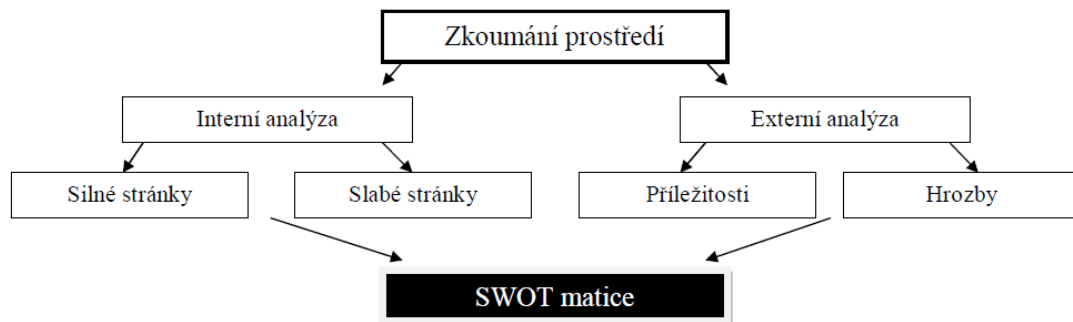 Zkoumání prostředí
Interní analýza
Externí analýza
Silné stránky
Slabé stránky
Příležitosti
Hrozby
SWOT matice